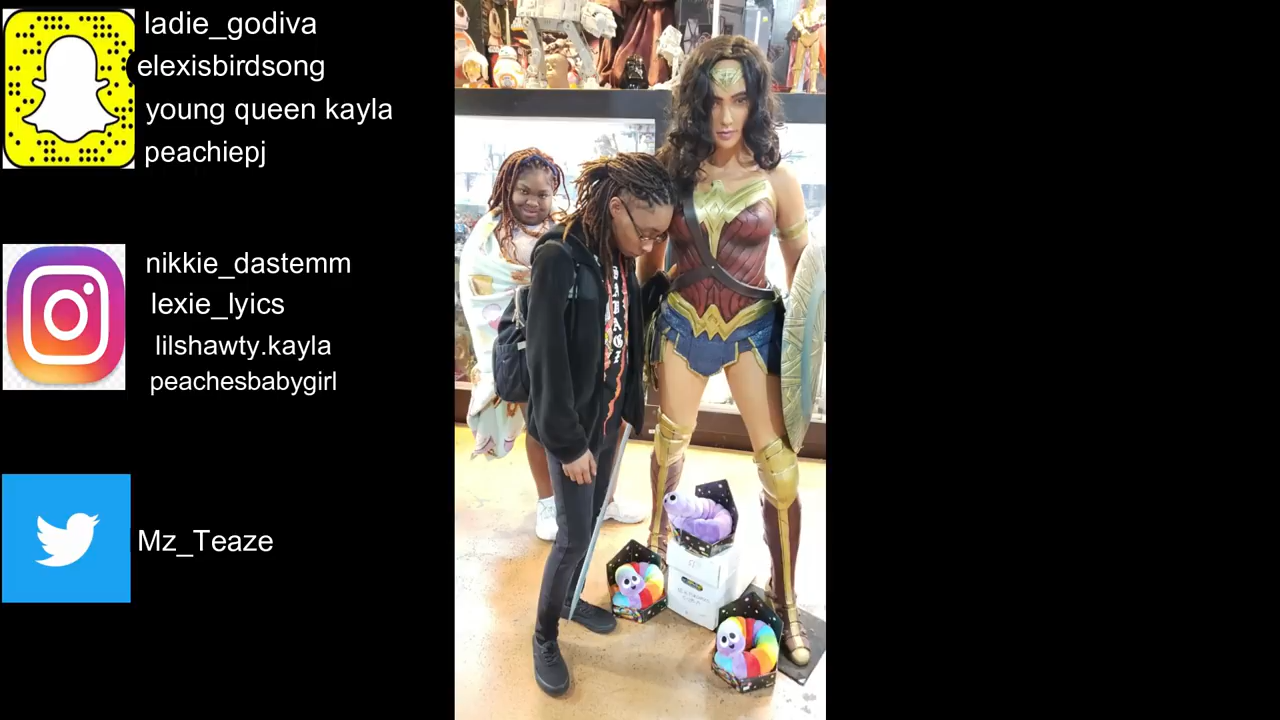 ladie_godiva
elexisbirdsong
young queen kayla
peachiepj
nikkie_dastemm
lexie_lyics
lilshawty.kayla
peachesbabygirl
Mz_Teaze